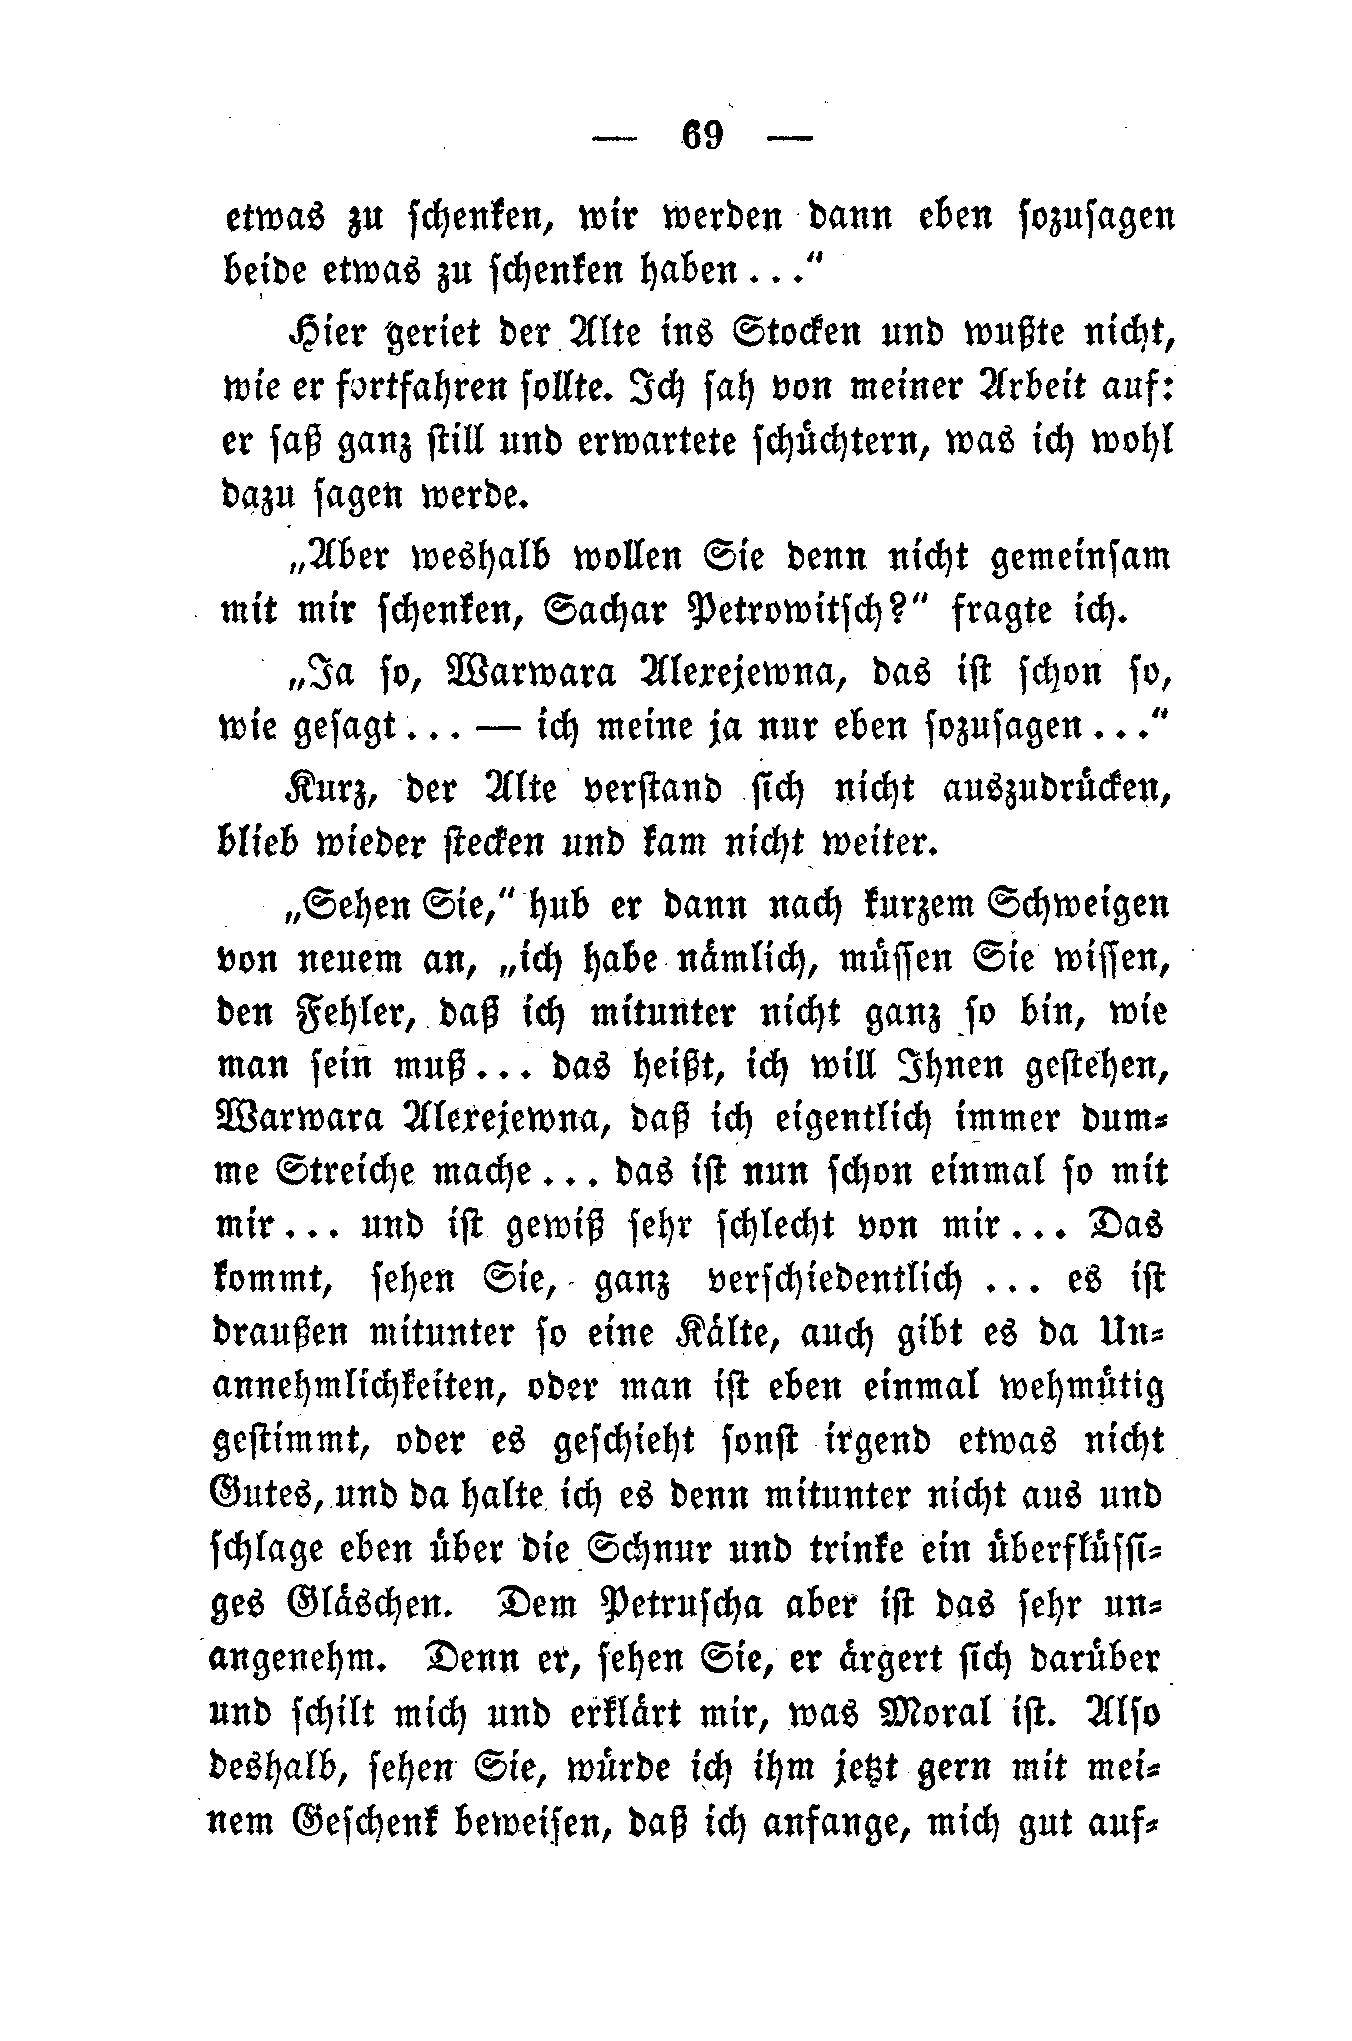 — 69 —
etwas zu schenken, wir werden dann eben sozusagen
beide etwas zu schenken haben . . .“
Hier geriet der Alte ins Stocken und wußte nicht,
wie er fortfahren sollte. Ich sah von meiner Arbeit auf:
er saß ganz still und erwartete schüchtern, was ich wohl
dazu sagen werde.
„Aber weshalb wollen Sie denn nicht gemeinsam
mit mir schenken, Sachar Petrowitsch?“ fragte ich.
„Ja so, Warwara Alexejewna, das ist schon so,
wie gesagt . . . — ich meine ja nur eben sozusagen . . .“
Kurz, der Alte verstand sich nicht auszudrücken,
blieb wieder stecken und kam nicht weiter.
„Sehen Sie,“ hub er dann nach kurzem Schweigen
von neuem an, „ich habe nämlich, müssen Sie wissen,
den Fehler, daß ich mitunter nicht ganz so bin, wie
man sein muß . . . das heißt, ich will Ihnen gestehen,
Warwara Alexejewna, daß ich eigentlich immer dum-
me Streiche mache . . . das ist nun schon einmal so mit
mir . . . und ist gewiß sehr schlecht von mir . . . Das
kommt, sehen Sie, ganz verschiedentlich . . . es ist
draußen mitunter so eine Kälte, auch gibt es da Un-
annehmlichkeiten, oder man ist eben einmal wehmütig
gestimmt, oder es geschieht sonst irgend etwas nicht
Gutes, und da halte ich es denn mitunter nicht aus und
schlage eben über die Schnur und trinke ein überflüssi-
ges Gläschen. Dem Petruscha aber ist das sehr un-
angenehm. Denn er, sehen Sie, er ärgert sich darüber
und schilt mich und erklärt mir, was Moral ist. Also
deshalb, sehen Sie, würde ich ihm jetzt gern mit mei-
nem Geschenk beweisen, daß ich anfange, mich gut auf-